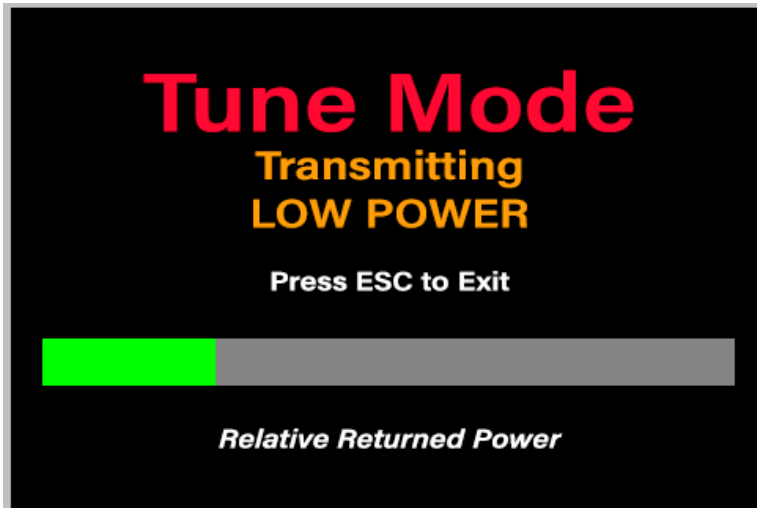 Tune Mode
Transmitting
LOW POWER
Press ESC to Exit
Relative Returned Power